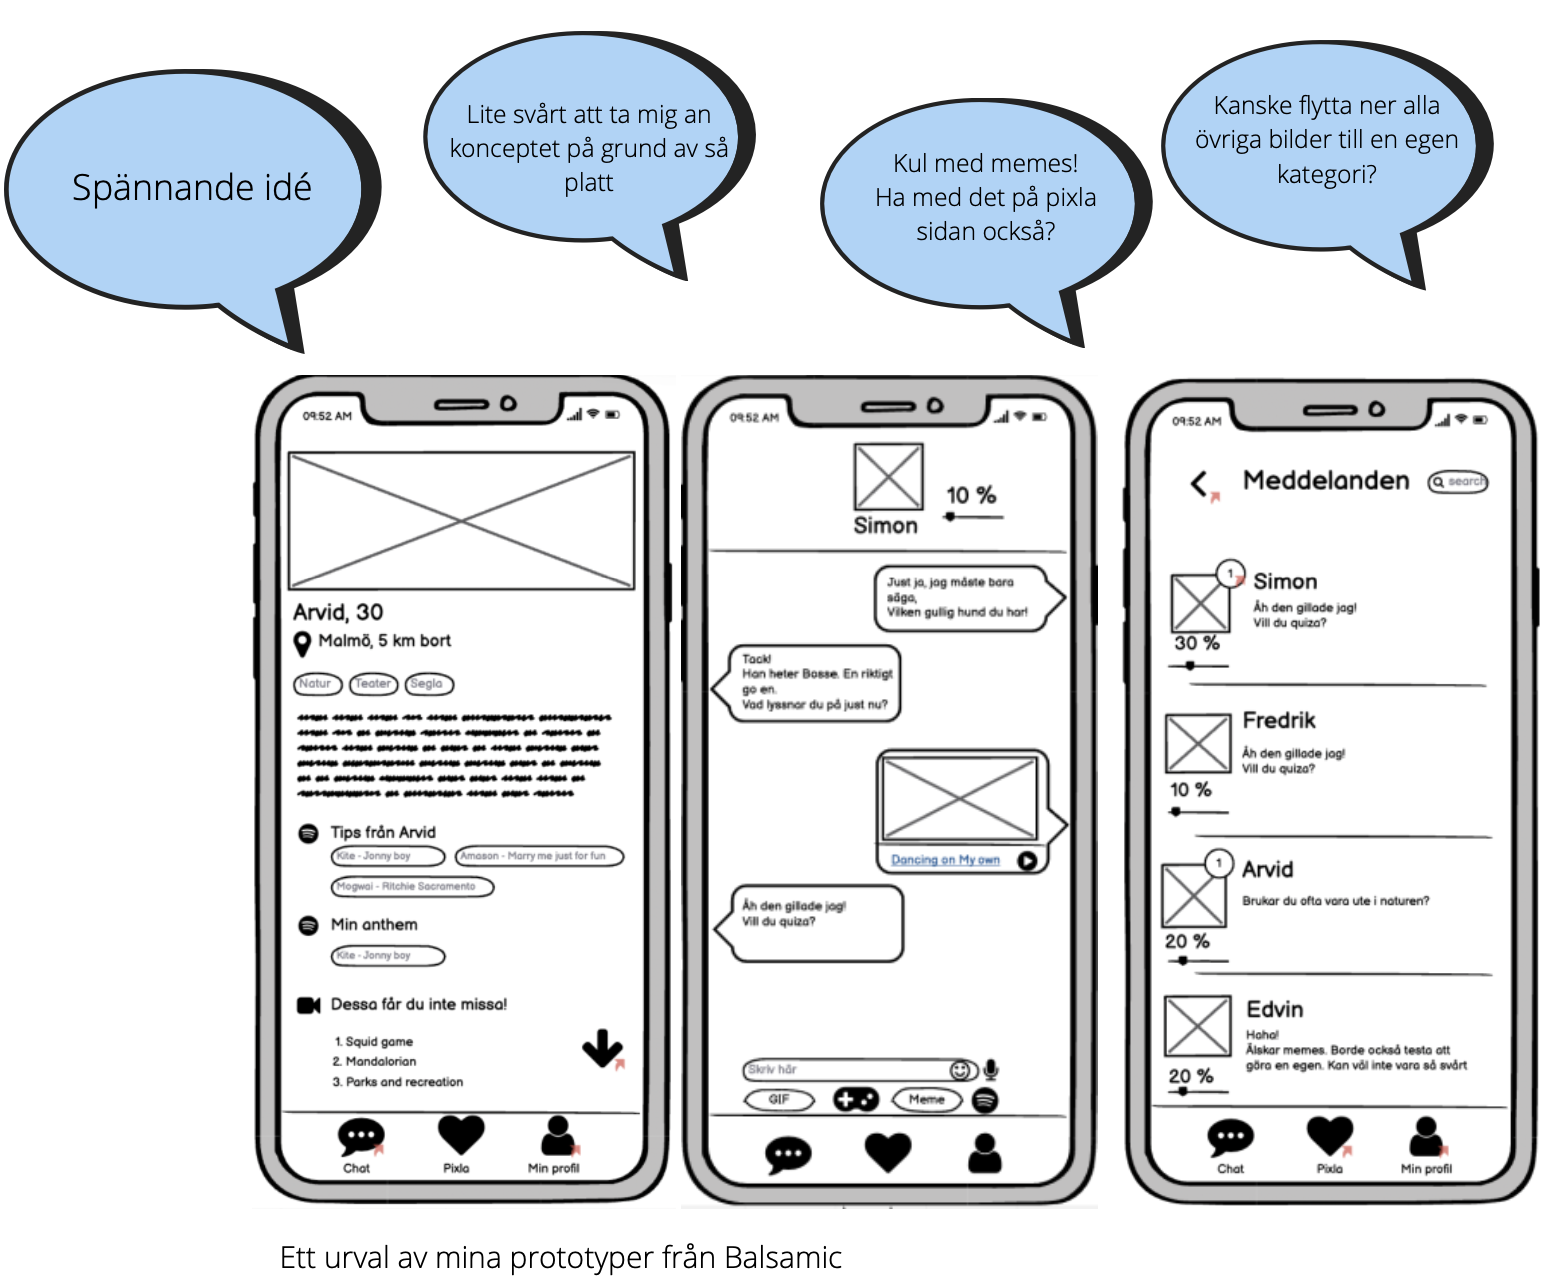 Spännande idé
Lite svårt att ta mig an
konceptet på grund av så
platt
Kul med memes!
Ha med det på pixla
sidan också?
Kanske flytta ner alla
övriga bilder till en egen
kategori?
09:52 AM
Arvid, 30
Malmö, 5 km bort
Natur
Teater
Segla
Tips från Arvid
Kite - Jonny boy
Amason - Marry me just for fun
Mogwai - Ritchie Sacramento
Min anthem
Kite - Jonny boy
Dessa får du inte missa!
1. Squid game
2. Mandalorian
3. Parks and recreation
Chat
Pixla
Min profil
09:52 AM
10 %
Simon
Just ja, jag måste bara
säga,
Vilken gullig hund du har!
Tack!
Han heter Bosse. En riktigt
go en.
Vad lyssnar du på just nu?
Dancing on My own
Åh den gillade jag!
Vill du quiza?
Skriv här
GIF
Meme
09:52 AM
Meddelanden
search
1
Simon
Åh den gillade jag!
Vill du quiza?
30 %
Fredrik
Åh den gillade jag!
Vill du quiza?
10 %
1
Arvid
Brukar du ofta vara ute i naturen?
20 %
Edvin
Haha!
Älskar memes. Borde också testa att
göra en egen. Kan väl inte vara så svårt
20 %
Chat
Pixla
Min profil
Ett urval av mina prototyper från Balsamic